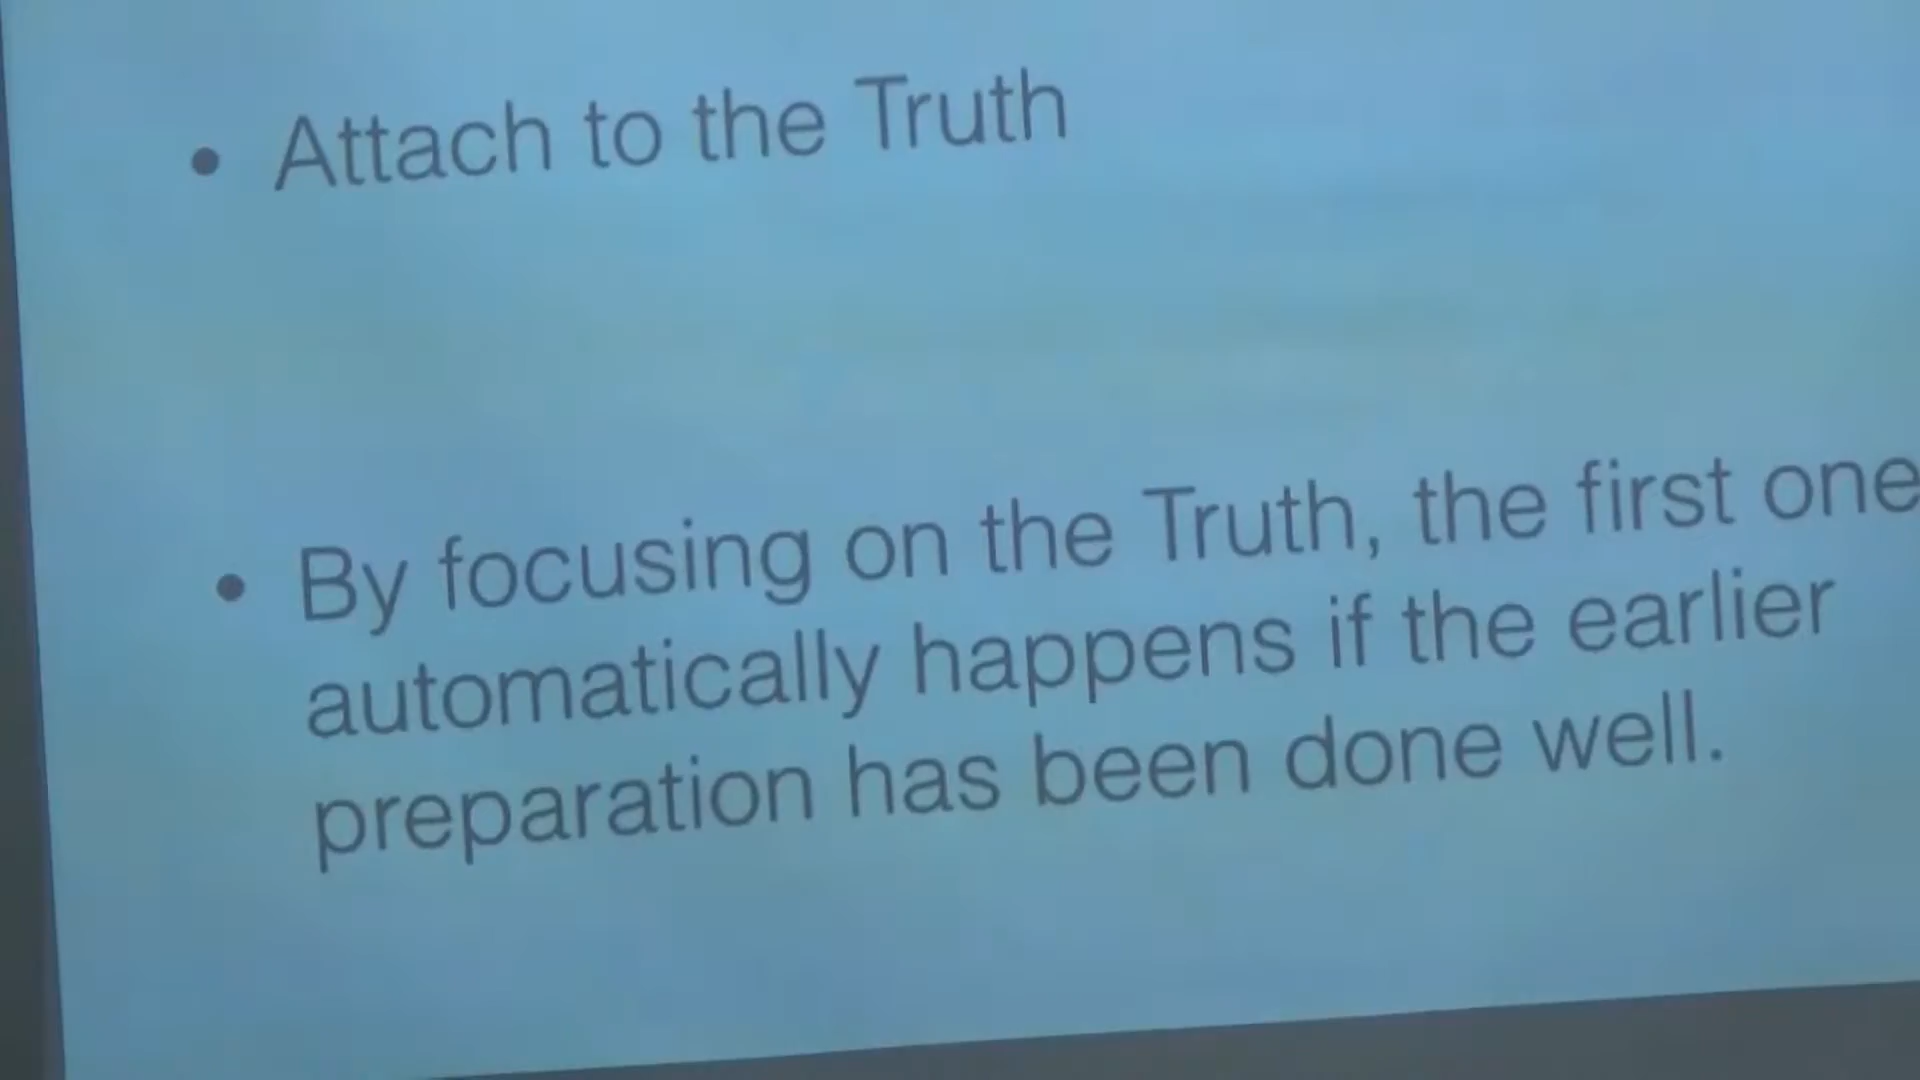 • Attach to the Truth
• By focusing on the Truth, the first one
automatically happens if the earlier
preparation has been done well.